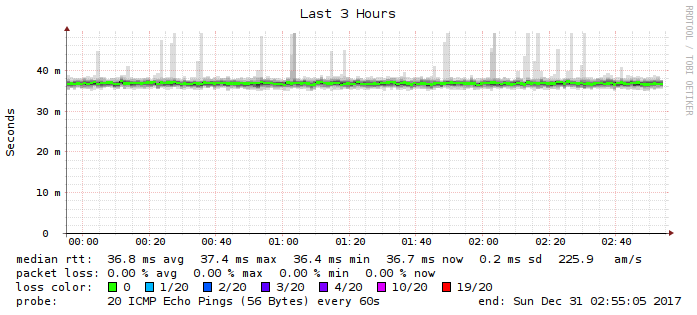 Last 3 Hours
RRDTOOL / TOBI OETIKER
Seconds
40 m
30 m
20 m
10 m
0
00:00 00:20 00:40 01:00 01:20 01:40 02:00 02:20 02:40
median rtt: 36.8 ms avg 37.4 ms max 36.4 ms min 36.7 ms now 0.2 ms sd 225.9 am/s
packet loss: 0.00 % avg 0.00 % max 0.00 % min 0.00 % now
loss color: 0 1/20 2/20 3/20 4/20 10/20 19/20
probe: 20 ICMP Echo Pings (56 Bytes) every 60s end: Sun Dec 31 02:55:05 2017